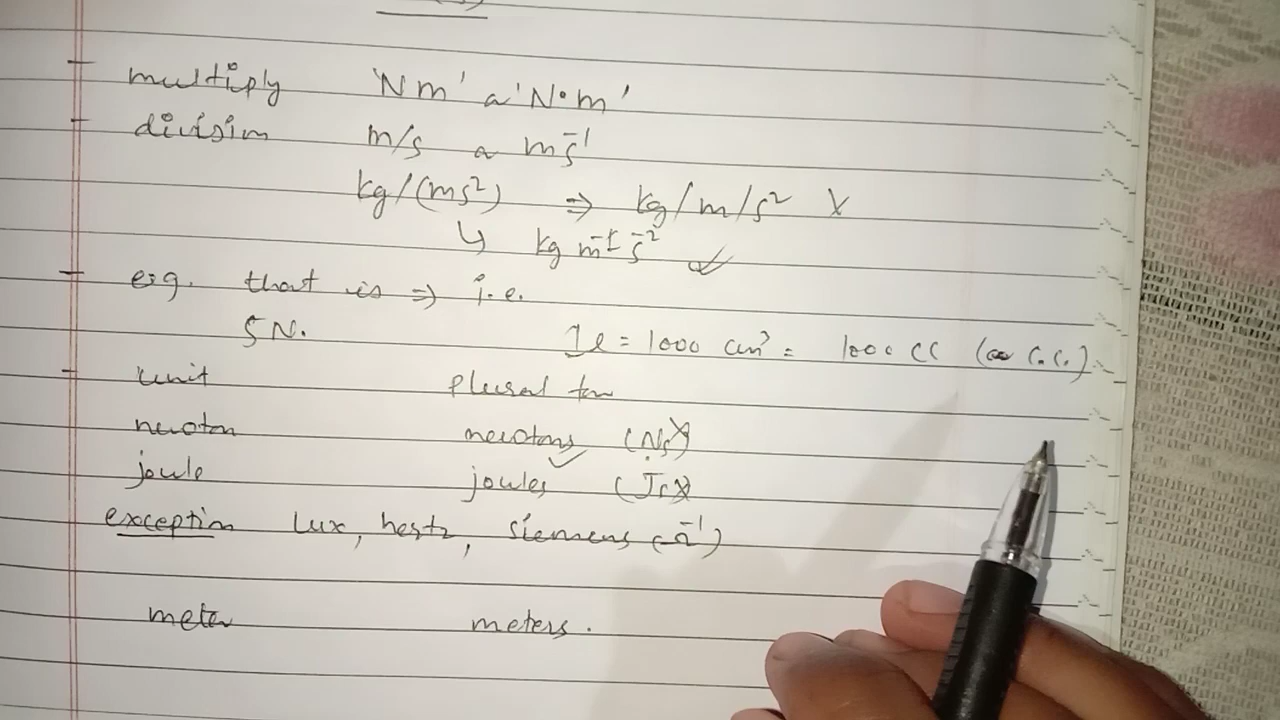 multiply 'N m' or 'N·m'
division m/s or ms⁻¹
kg/(ms²) ⇒ kg/m/s² X
↳ kg m⁻¹ s⁻² ✓
e.g. that is ⇒ i.e.
5 N. 1l = 1000 cm³ = 1000 CC (or C.C.)
unit plural form
newton newtons (Ns X)
joule joules ✓ (Js X)
exception lux, hertz, siemens (Ω⁻¹)
meter meters.